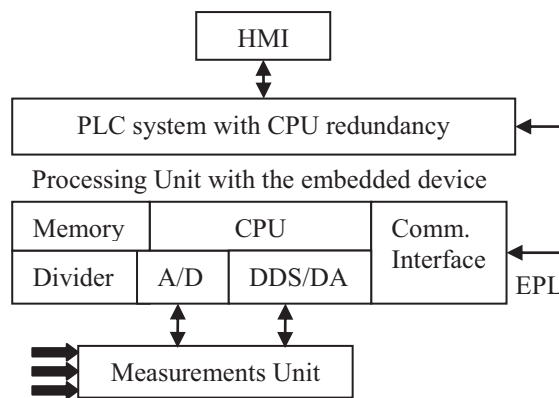 HMI
PLC system with CPU redundancy
Processing Unit with the embedded device
Memory
CPU
Comm.
Interface
Divider
A/D
DDS/DA
EPL
Measurements Unit